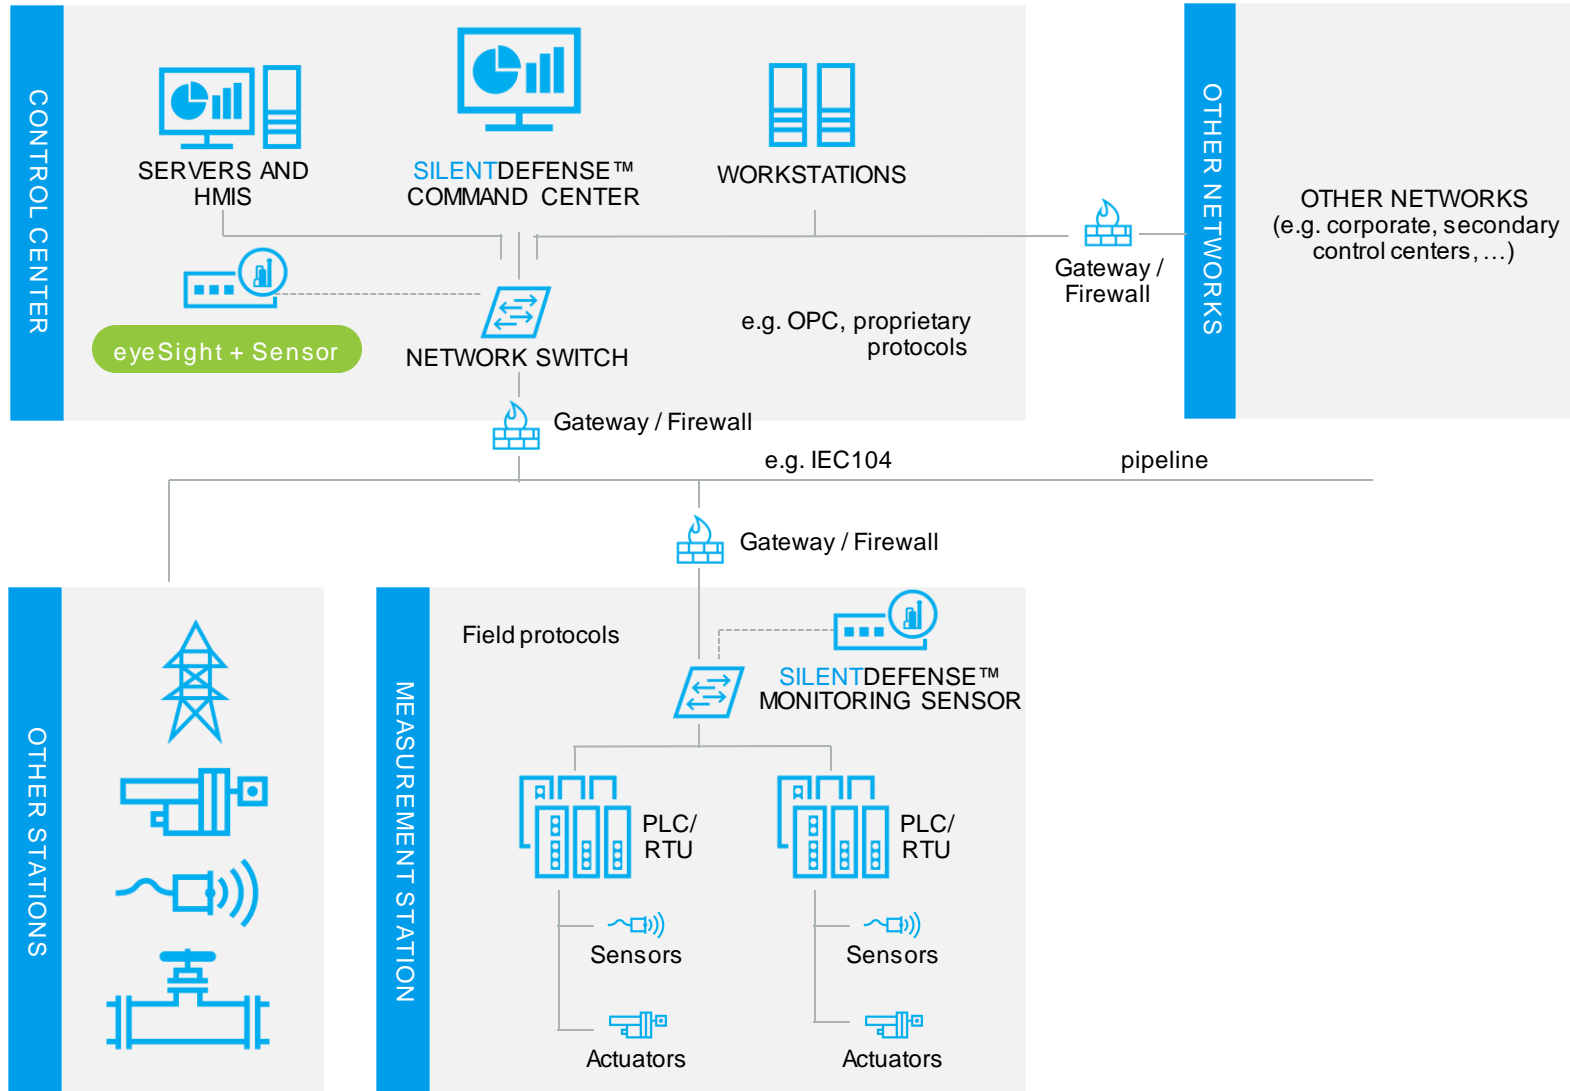 CONTROL CENTER
SERVERS AND
HMIS
SILENTDEFENSE™
COMMAND CENTER
WORKSTATIONS
eyeSight + Sensor
NETWORK SWITCH
e.g. OPC, proprietary
protocols
Gateway /
Firewall
OTHER NETWORKS
OTHER NETWORKS
(e.g. corporate, secondary
control centers, …)
Gateway / Firewall
e.g. IEC104
pipeline
Gateway / Firewall
OTHER STATIONS
MEASUREMENT STATION
Field protocols
SILENTDEFENSE™
MONITORING SENSOR
PLC/
RTU
PLC/
RTU
Sensors
Sensors
Actuators
Actuators